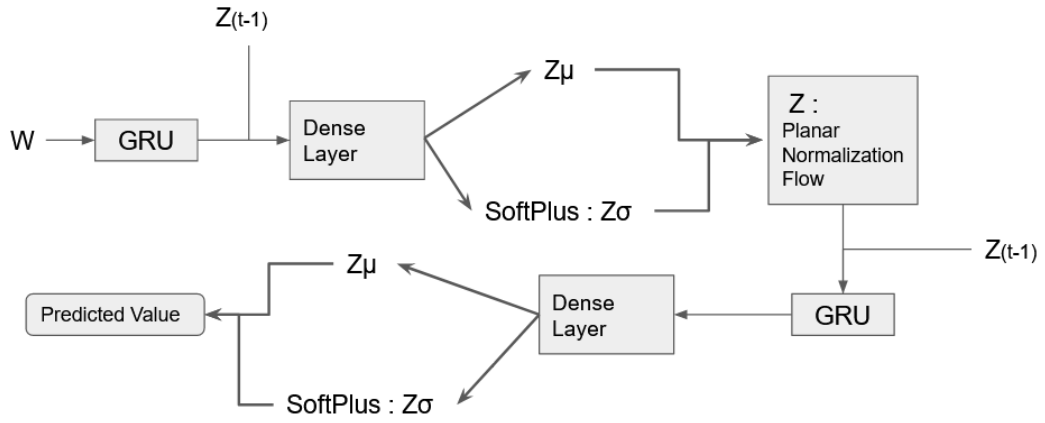 Z(t-1)
W
GRU
Dense
Layer
Zμ
SoftPlus : Zσ
Z :
Planar
Normalization
Flow
Z(t-1)
GRU
Dense
Layer
Zμ
SoftPlus : Zσ
Predicted Value